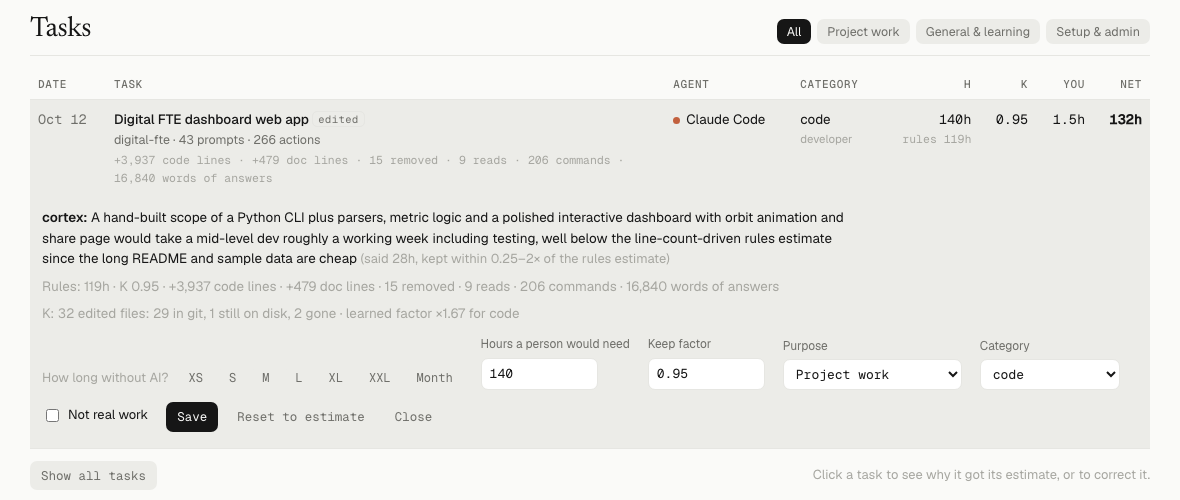 Tasks
All Project work General & learning Setup & admin
DATE TASK AGENT CATEGORY H K YOU NET
Oct 12 Digital FTE dashboard web app edited Claude Code code 140h 0.95 1.5h 132h
digital-fte · 43 prompts · 266 actions developer rules 119h
+3,937 code lines · +479 doc lines · 15 removed · 9 reads · 206 commands ·
16,840 words of answers
cortex: A hand-built scope of a Python CLI plus parsers, metric logic and a polished interactive dashboard with orbit animation and
share page would take a mid-level dev roughly a working week including testing, well below the line-count-driven rules estimate
since the long README and sample data are cheap (said 28h, kept within 0.25–2× of the rules estimate)
Rules: 119h · K 0.95 · +3,937 code lines · +479 doc lines · 15 removed · 9 reads · 206 commands · 16,840 words of answers
K: 32 edited files: 29 in git, 1 still on disk, 2 gone · learned factor ×1.67 for code
Hours a person would need Keep factor Purpose Category
How long without AI? XS S M L XL XXL Month 140 0.95 Project work code
Not real work Save Reset to estimate Close
Show all tasks Click a task to see why it got its estimate, or to correct it.